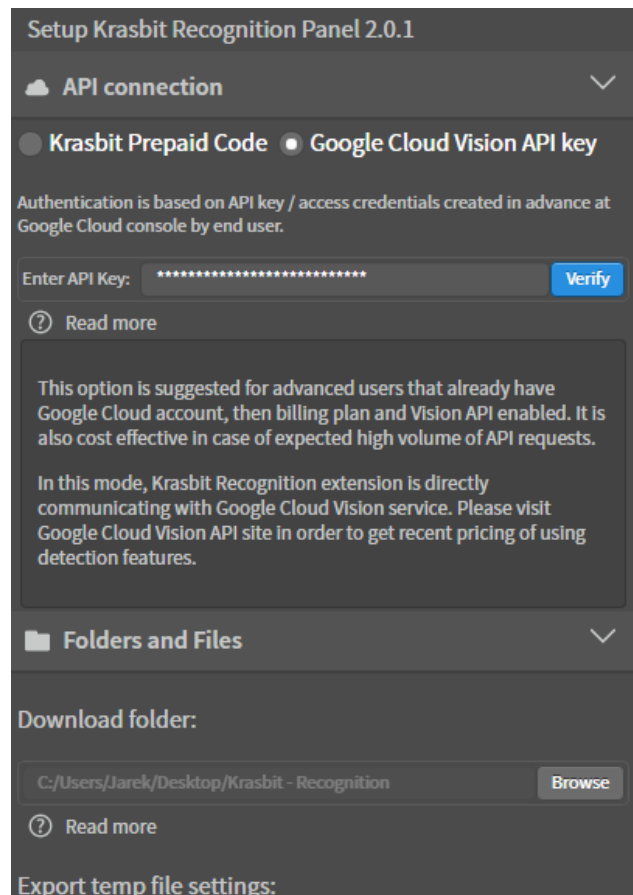 Setup Krasbit Recognition Panel 2.0.1
API connection
Krasbit Prepaid Code Google Cloud Vision API key
Authentication is based on API key / access credentials created in advance at
Google Cloud console by end user.
Enter API Key: *************************** Verify
? Read more
This option is suggested for advanced users that already have
Google Cloud account, then billing plan and Vision API enabled. It is
also cost effective in case of expected high volume of API requests.
In this mode, Krasbit Recognition extension is directly
communicating with Google Cloud Vision service. Please visit
Google Cloud Vision API site in order to get recent pricing of using
detection features.
Folders and Files
Download folder:
C:/Users/Jarek/Desktop/Krasbit - Recognition Browse
? Read more
Export temp file settings: